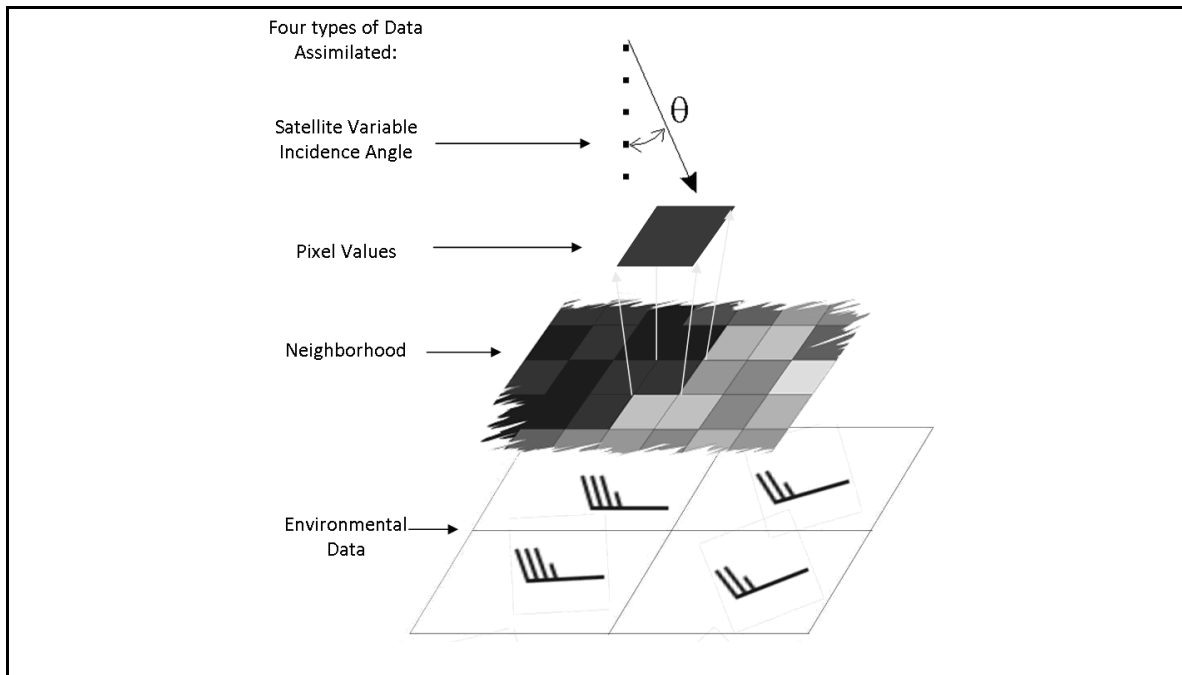 Four types of Data
Assimilated:
θ
Satellite Variable
Incidence Angle
Pixel Values
Neighborhood
Environmental
Data